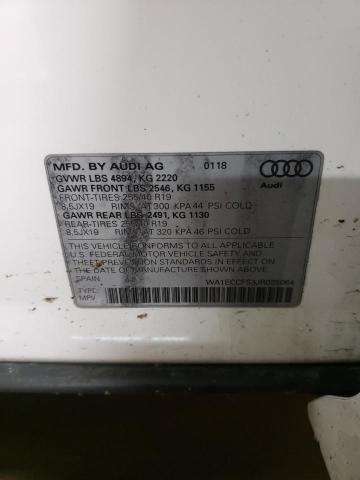 MFD. BY AUDI AG 0118
GVWR LBS 4894, KG 2220
GAWR FRONT LBS 2546, KG 1155
FRONT-TIRES 255/40 R19
8,5JX19 RIMS AT 300 KPA 44 PSI COLD
GAWR REAR LBS 2491, KG 1130
REAR-TIRES R19
8,5JX19 RIMS AT 320 KPA 46 PSI COLD
THIS VEHICLE CONFORMS TO ALL APPLICABLE
U.S. FEDERAL MOTOR VEHICLE SAFETY AND
THEFT PREVENTION STANDARDS IN EFFECT ON
THE DATE OF MANUFACTURE SHOWN ABOVE.
SPAIN
TYPE:
MPV
Audi